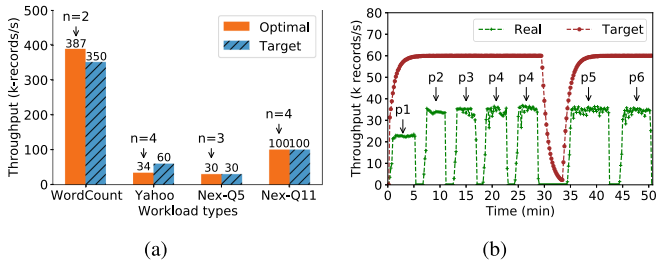 n=2
387
350
n=4
34
60
n=3
30
30
n=4
100
100
Optimal
Target
500
400
300
200
100
0
Throughput (k-records/s)
WordCount
Yahoo
Nex-Q5
Nex-Q11
Workload types
(a)
Real
Target
80
70
60
50
40
30
20
10
0
Throughput (k records/s)
p1
p2
p3
p4
p4
p5
p6
0
5
10
15
20
25
30
35
40
45
50
Time (min)
(b)